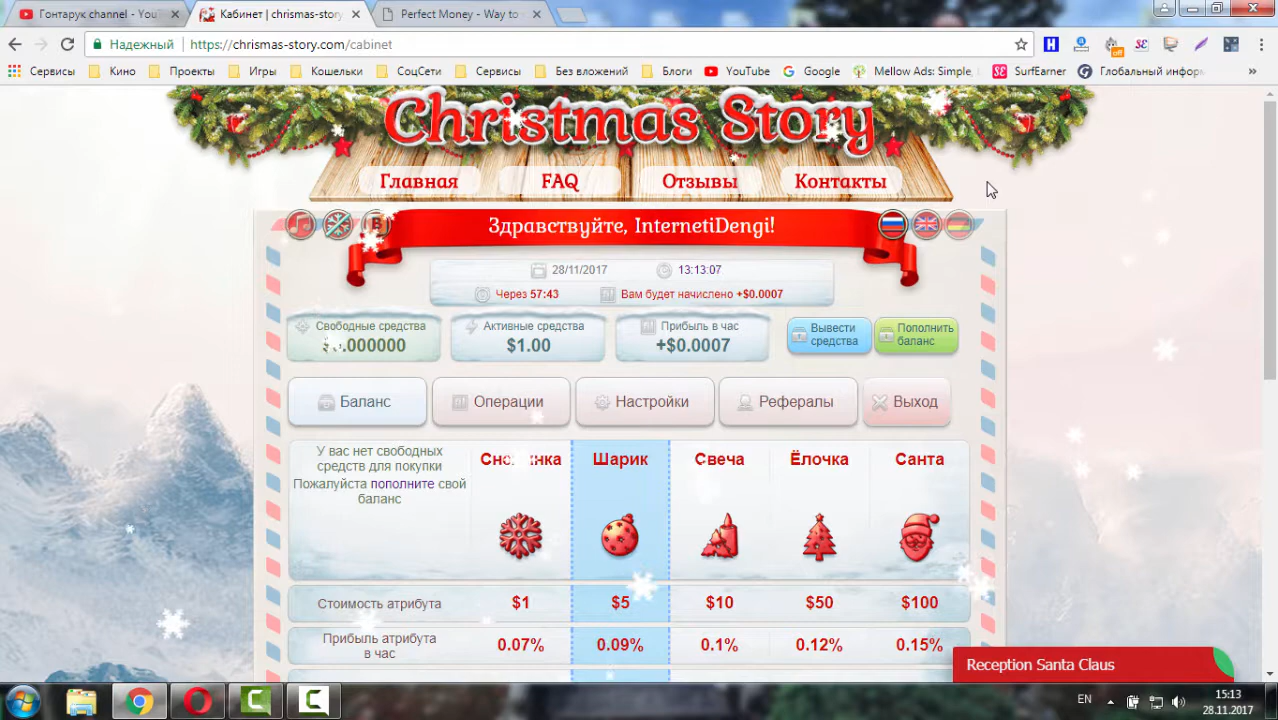 Гонтарук channel - YouT
Кабинет | chrismas-story
Perfect Money - Way to
Надежный
https://chrismas-story.com/cabinet
Сервисы
Кино
Проекты
Игры
Кошельки
СоцСети
Сервисы
Без вложений
Блоги
YouTube
Google
Mellow Ads: Simple,
SurfEarner
Глобальный инфор
Christmas Story
Главная
FAQ
Отзывы
Контакты
Здравствуйте, InternetiDengi!
28/11/2017
13:13:07
Через 57:43
Вам будет начислено +$0.0007
Свободные средства
.000000
Активные средства
$1.00
Прибыль в час
+$0.0007
Вывести
средства
Пополнить
баланс
Баланс
Операции
Настройки
Рефералы
Выход
У вас нет свободных
средств для покупки
Пожалуйста пополните свой
баланс
Шарик
Свеча
Ёлочка
Санта
Стоимость атрибута
$1
$5
$10
$50
$100
Прибыль атрибута
в час
0.07%
0.09%
0.1%
0.12%
0.15%
Reception Santa Claus
EN
15:13
28.11.2017